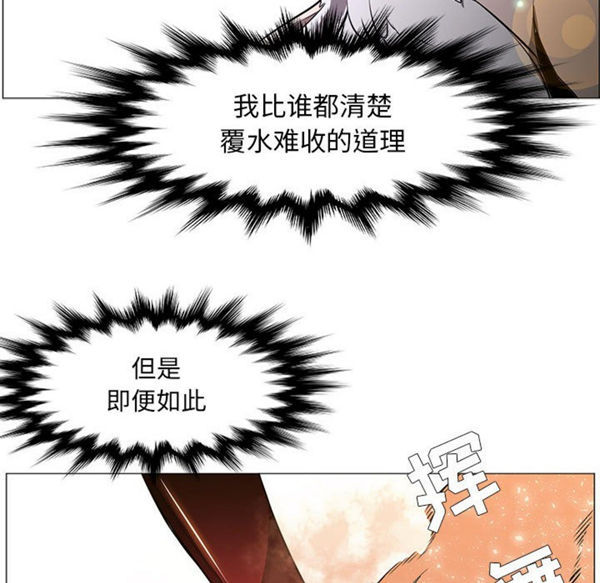 我比谁都清楚
覆水难收的道理
但是
即便如此
挥